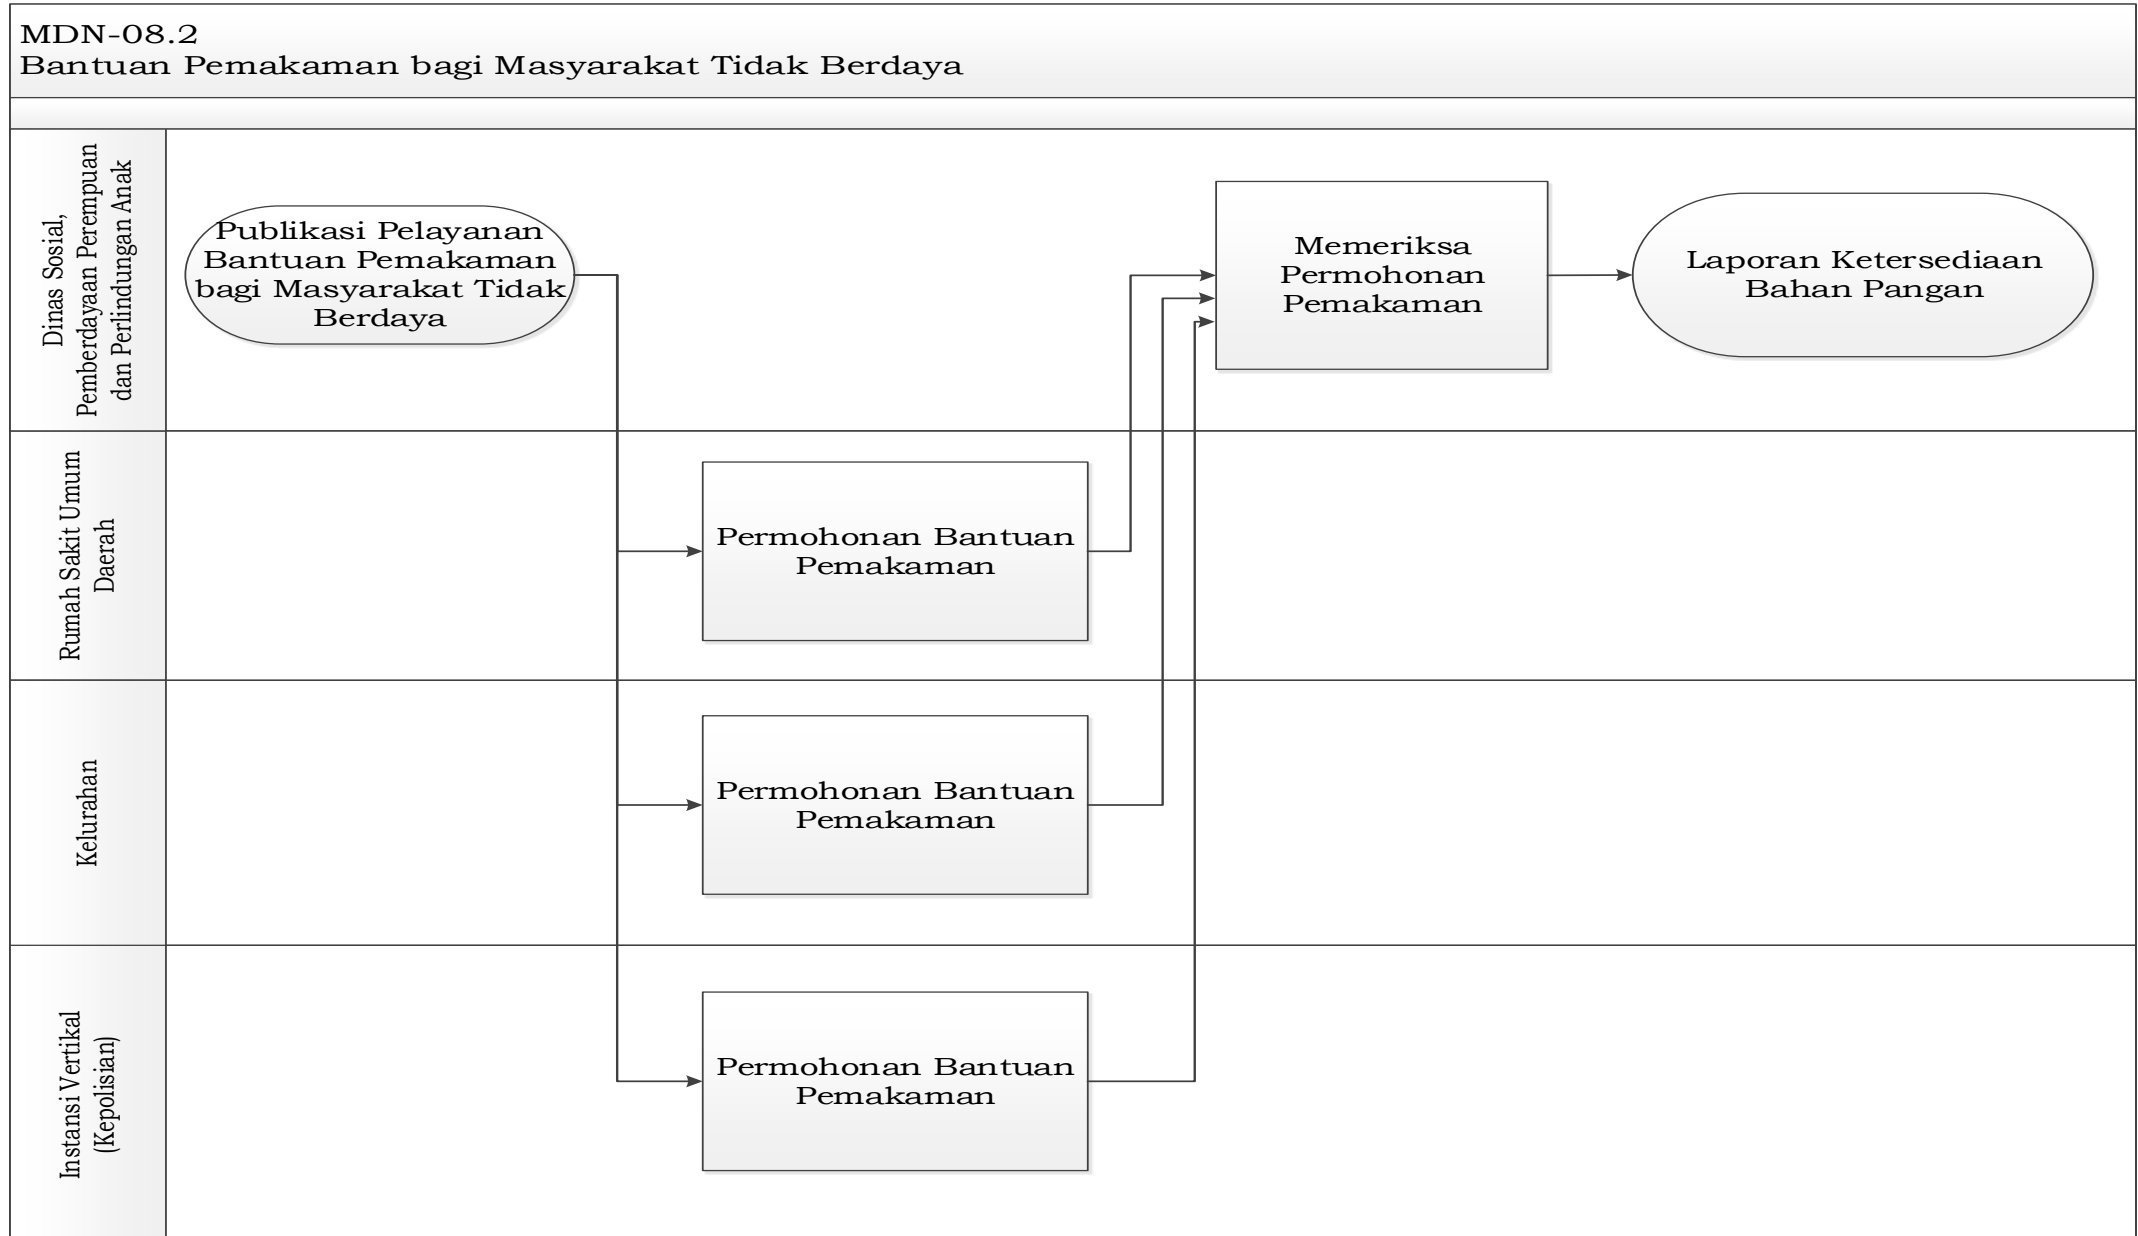 MDN-08.2
Bantuan Pemakaman bagi Masyarakat Tidak Berdaya
Dinas Sosial,
Pemberdayaan Perempuan
dan Perlindungan Anak
Publikasi Pelayanan
Bantuan Pemakaman
bagi Masyarakat Tidak
Berdaya
Memeriksa
Permohonan
Pemakaman
Laporan Ketersediaan
Bahan Pangan
Rumah Sakit Umum
Daerah
Permohonan Bantuan
Pemakaman
Kelurahan
Permohonan Bantuan
Pemakaman
Instansi Vertikal
(Kepolisian)
Permohonan Bantuan
Pemakaman